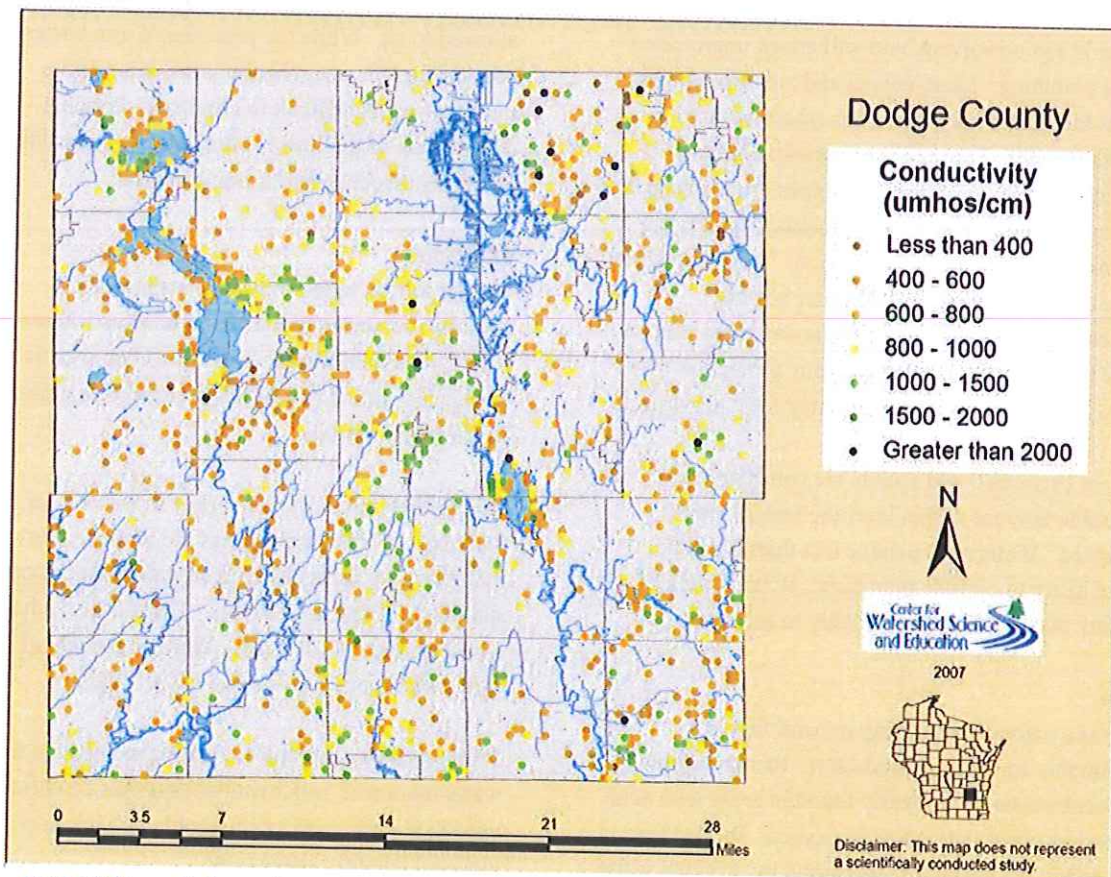 Dodge County
Conductivity
(umhos/cm)
Less than 400
400 - 600
600 - 800
800 - 1000
1000 - 1500
1500 - 2000
Greater than 2000
N
Center for
Watershed Science
and Education
2007
0 3.5 7 14 21 28
Miles
Disclaimer: This map does not represent
a scientifically conducted study.